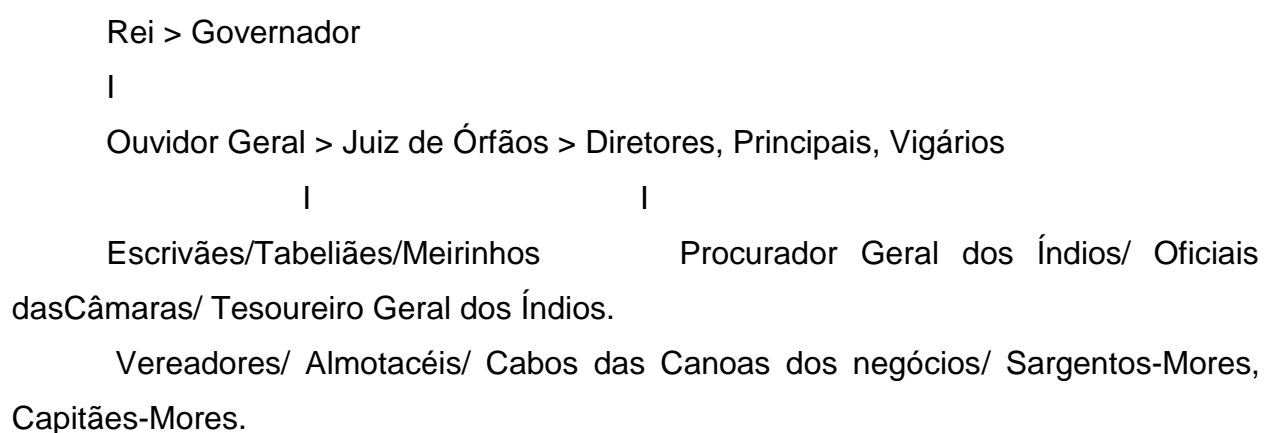 Rei > Governador
I
Ouvidor Geral > Juiz de Órfãos > Diretores, Principais, Vigários
I I
Escrivães/Tabeliães/Meirinhos Procurador Geral dos Índios/ Oficiais
dasCâmaras/ Tesoureiro Geral dos Índios.
Vereadores/ Almotacéis/ Cabos das Canoas dos negócios/ Sargentos-Mores,
Capitães-Mores.